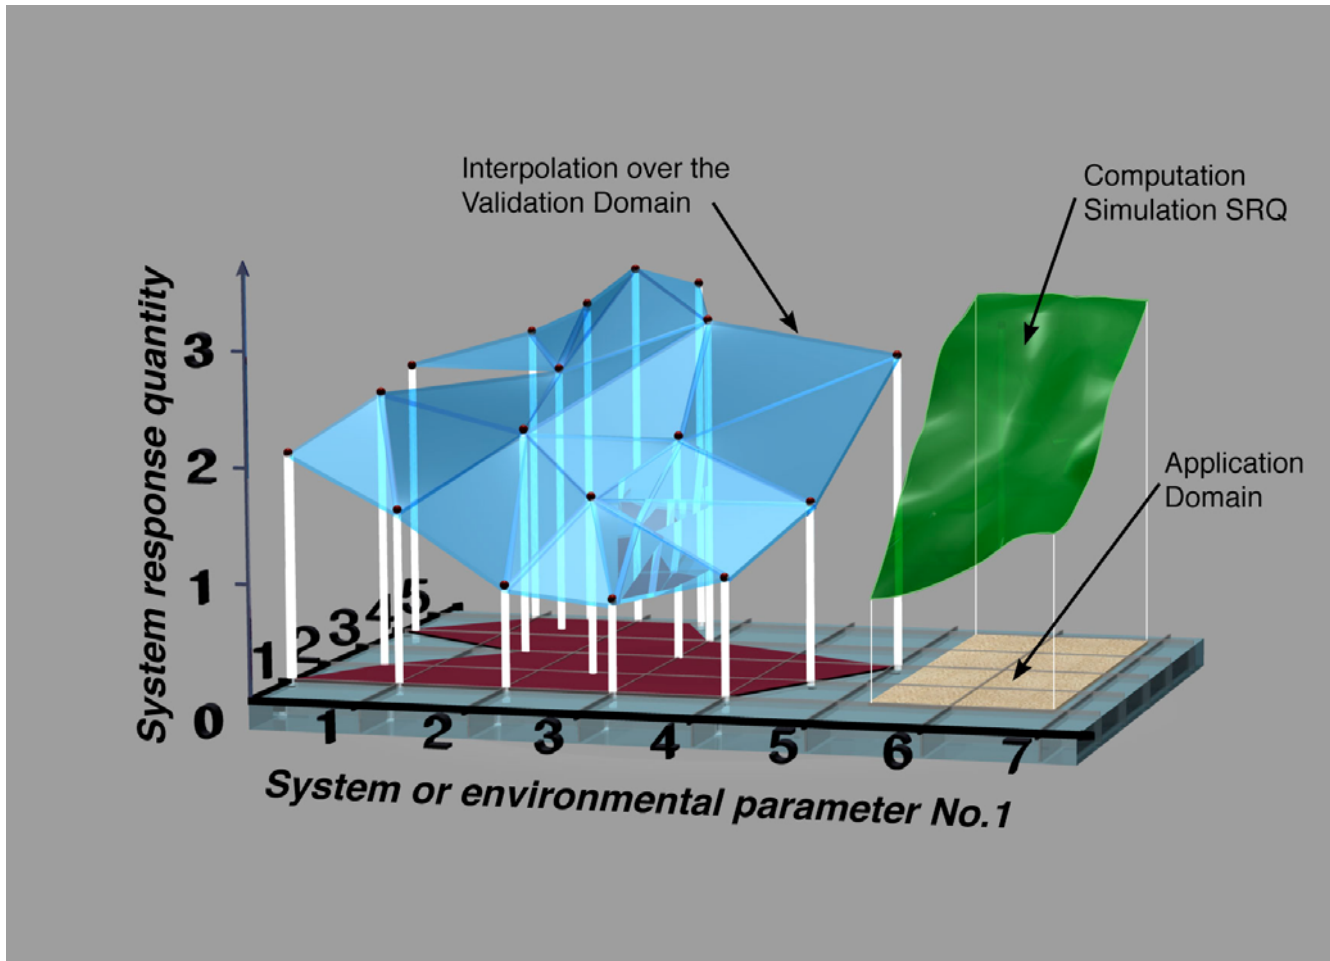 Interpolation over the
Validation Domain
Computation
Simulation SRQ
Application
Domain
System response quantity
3
2
1
0
1 2 3 4 5
1 2 3 4 5 6 7
System or environmental parameter No.1